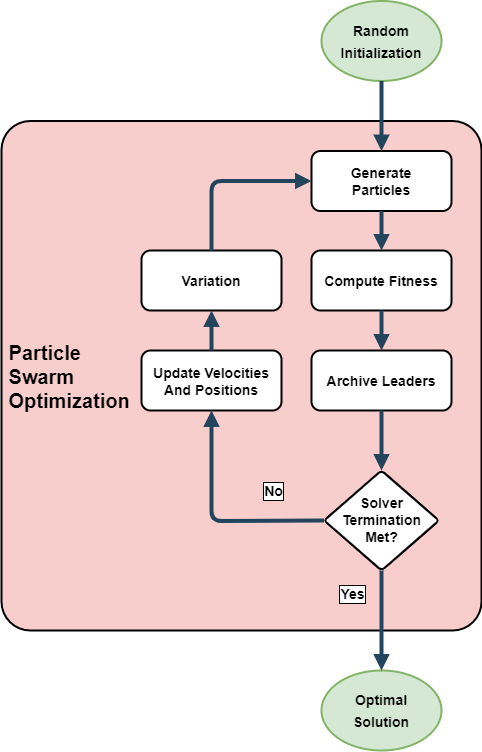 Random
Initialization
Generate
Particles
Variation
Compute Fitness
Particle
Swarm
Optimization
Update Velocities
And Positions
Archive Leaders
No
Solver
Termination
Met?
Yes
Optimal
Solution